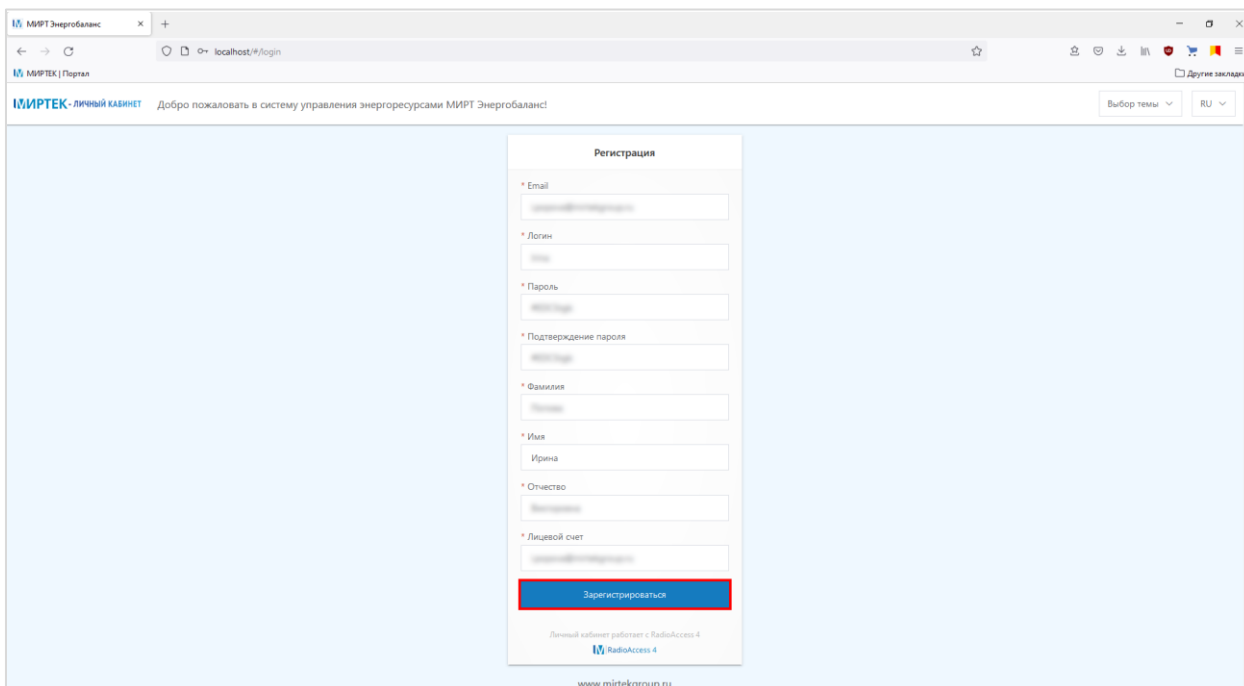 МИРТ Энергобаланс
localhost/#/login
МИРТЕК | Портал
Другие закладки
МИРТЕК - ЛИЧНЫЙ КАБИНЕТ Добро пожаловать в систему управления энергоресурсами МИРТ Энергобаланс! Выбор темы RU
Регистрация
* Email
* Логин
* Пароль
* Подтверждение пароля
* Фамилия
* Имя
Ирина
* Отчество
* Лицевой счет
Зарегистрироваться
Личный кабинет работает с RadioAccess 4
RadioAccess 4
www.mirtekgroup.ru